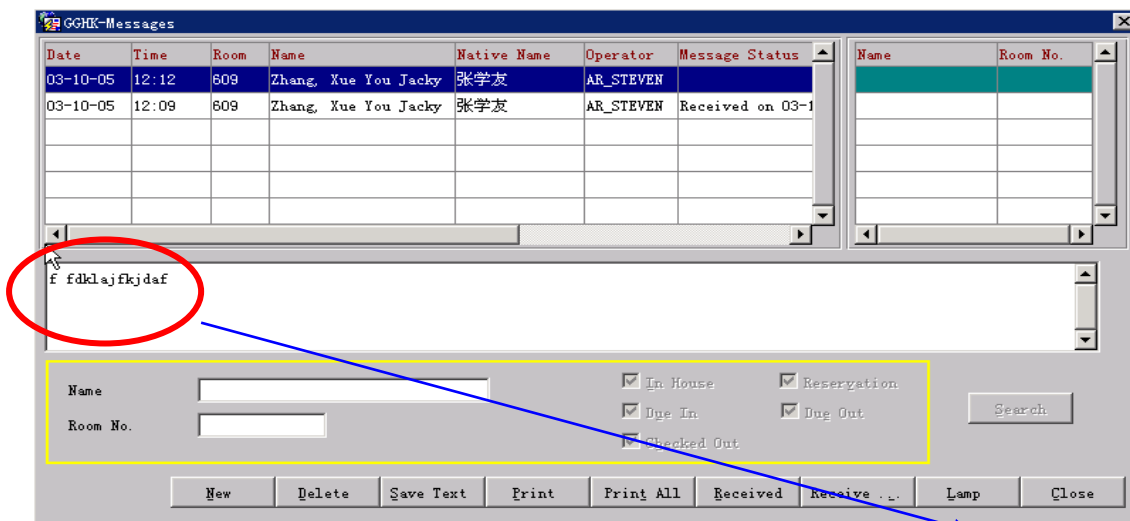 GGHK-Messages
Date Time Room Name Native Name Operator Message Status Name Room No.
03-10-05 12:12 609 Zhang, Xue You Jacky 张学友 AR_STEVEN
03-10-05 12:09 609 Zhang, Xue You Jacky 张学友 AR_STEVEN Received on 03-1
f fdklajfkjdaf
Name In House Reservation
Room No. Due In Due Out Search
Checked Out
New Delete Save Text Print Print All Received Receive ... Lamp Close